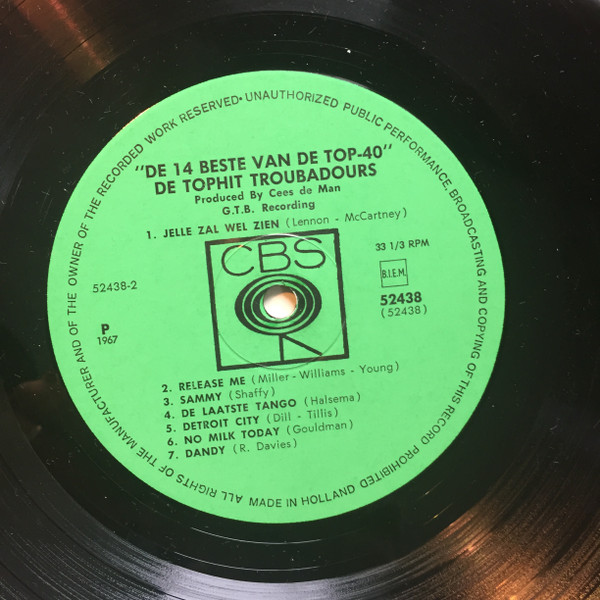 ALL RIGHTS OF THE MANUFACTURER AND OF THE OWNER OF THE RECORDED WORK RESERVED • UNAUTHORIZED PUBLIC PERFORMANCE, BROADCASTING AND COPYING OF THIS RECORD PROHIBITED
"DE 14 BESTE VAN DE TOP-40"
DE TOPHIT TROUBADOURS
Produced By Cees de Man
G.T.B. Recording
1. JELLE ZAL WEL ZIEN (Lennon - McCartney)
CBS
33 1/3 RPM
B.I.E.M.
52438-2
52438
(52438)
P
1967
2. RELEASE ME (Miller - Williams - Young)
3. SAMMY (Shaffy)
4. DE LAATSTE TANGO (Halsema)
5. DETROIT CITY (Dill - Tillis)
6. NO MILK TODAY (Gouldman)
7. DANDY (R. Davies)
MADE IN HOLLAND